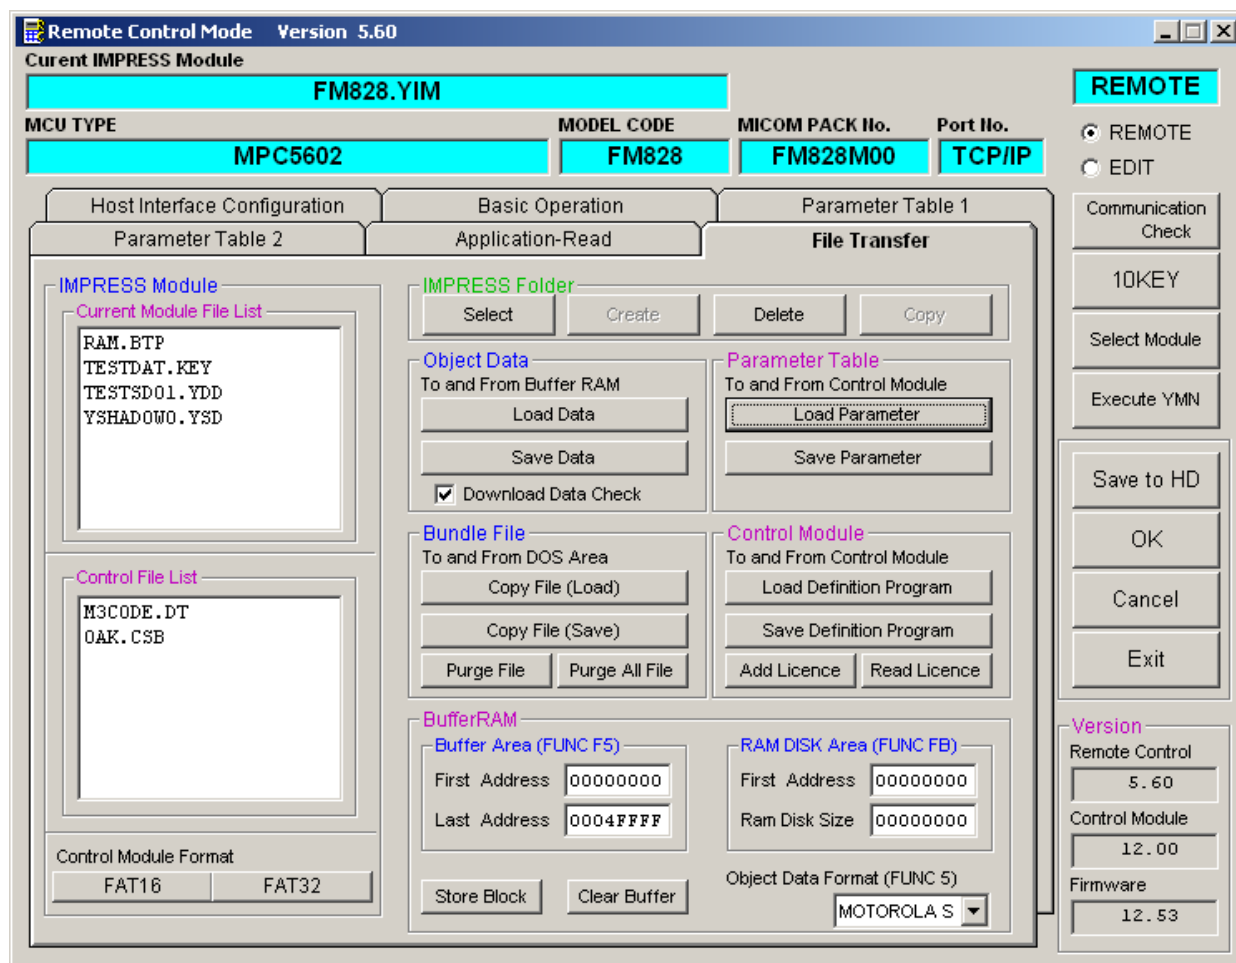 Remote Control Mode Version 5.60
Curent IMPRESS Module
FM828.YIM
REMOTE
MCU TYPE
MODEL CODE
MICOM PACK No.
Port No.
MPC5602
FM828
FM828M00
TCP/IP
REMOTE
EDIT
Host Interface Configuration
Basic Operation
Parameter Table 1
Parameter Table 2
Application-Read
File Transfer
IMPRESS Module
Current Module File List
RAM.BTP
TESTDAT.KEY
TESTSD01.YDD
YSHADOW0.YSD
Control File List
M3CODE.DT
OAK.CSB
Control Module Format
FAT16
FAT32
IMPRESS Folder
Select
Create
Delete
Copy
Object Data
To and From Buffer RAM
Load Data
Save Data
Download Data Check
Parameter Table
To and From Control Module
Load Parameter
Save Parameter
Bundle File
To and From DOS Area
Copy File (Load)
Copy File (Save)
Purge File
Purge All File
Control Module
To and From Control Module
Load Definition Program
Save Definition Program
Add Licence
Read Licence
BufferRAM
Buffer Area (FUNC F5)
First Address 00000000
Last Address 0004FFFF
RAM DISK Area (FUNC FB)
First Address 00000000
Ram Disk Size 00000000
Store Block
Clear Buffer
Object Data Format (FUNC 5)
MOTOROLA S
Communication
Check
10KEY
Select Module
Execute YMN
Save to HD
OK
Cancel
Exit
Version
Remote Control
5.60
Control Module
12.00
Firmware
12.53